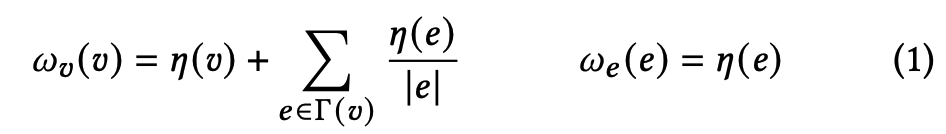 ω_v(v) = η(v) + ∑_{e∈Γ(v)} η(e)/|e|    ω_e(e) = η(e)    (1)